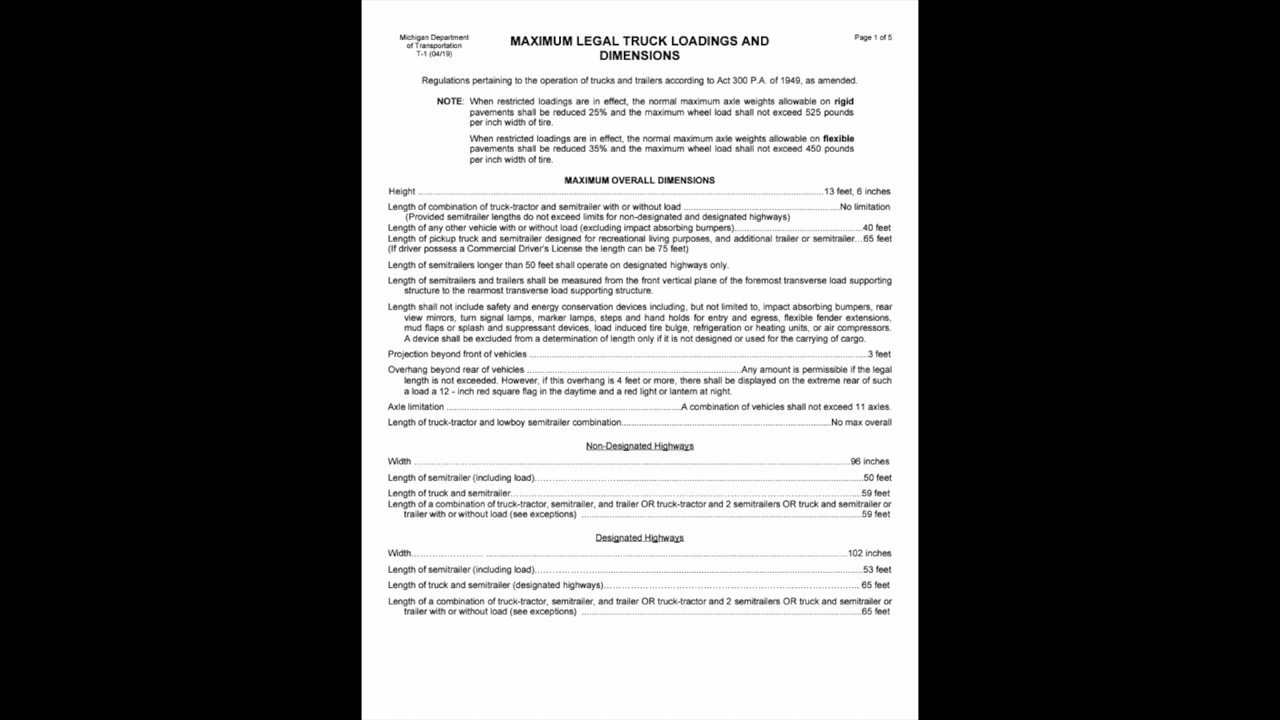 Michigan Department
of Transportation
T-1 (04/19)
MAXIMUM LEGAL TRUCK LOADINGS AND
DIMENSIONS
Page 1 of 5
Regulations pertaining to the operation of trucks and trailers according to Act 300 P.A. of 1949, as amended.
NOTE: When restricted loadings are in effect, the normal maximum axle weights allowable on rigid
pavements shall be reduced 25% and the maximum wheel load shall not exceed 525 pounds
per inch width of tire.
When restricted loadings are in effect, the normal maximum axle weights allowable on flexible
pavements shall be reduced 35% and the maximum wheel load shall not exceed 450 pounds
per inch width of tire.
MAXIMUM OVERALL DIMENSIONS
Height ........................................ 13 feet, 6 inches
Length of combination of truck-tractor and semitrailer with or without load ........................................ No limitation
(Provided semitrailer lengths do not exceed limits for non-designated and designated highways)
Length of any other vehicle with or without load (excluding impact absorbing bumpers)........................................40 feet
Length of pickup truck and semitrailer designed for recreational living purposes, and additional trailer or semitrailer...65 feet
(If driver possess a Commercial Driver's License the length can be 75 feet)
Length of semitrailers longer than 50 feet shall operate on designated highways only.
Length of semitrailers and trailers shall be measured from the front vertical plane of the foremost transverse load supporting
structure to the rearmost transverse load supporting structure.
Length shall not include safety and energy conservation devices including, but not limited to, impact absorbing bumpers, rear
view mirrors, turn signal lamps, marker lamps, steps and hand holds for entry and egress, flexible fender extensions,
mud flaps or splash and suppressant devices, load induced tire bulge, refrigeration or heating units, or air compressors.
A device shall be excluded from a determination of length only if it is not designed or used for the carrying of cargo.
Projection beyond front of vehicles ........................................3 feet
Overhang beyond rear of vehicles ........................................Any amount is permissible if the legal
length is not exceeded. However, if this overhang is 4 feet or more, there shall be displayed on the extreme rear of such
a load a 12 - inch red square flag in the daytime and a red light or lantern at night.
Axle limitation ........................................A combination of vehicles shall not exceed 11 axles.
Length of truck-tractor and lowboy semitrailer combination........................................No max overall
Non-Designated Highways
Width ........................................96 inches
Length of semitrailer (including load)........................................50 feet
Length of truck and semitrailer........................................59 feet
Length of a combination of truck-tractor, semitrailer, and trailer OR truck-tractor and 2 semitrailers OR truck and semitrailer or
trailer with or without load (see exceptions) ........................................59 feet
Designated Highways
Width........................................102 inches
Length of semitrailer (including load)........................................53 feet
Length of truck and semitrailer (designated highways)........................................ 65 feet
Length of a combination of truck-tractor, semitrailer, and trailer OR truck-tractor and 2 semitrailers OR truck and semitrailer or
trailer with or without load (see exceptions) ........................................65 feet